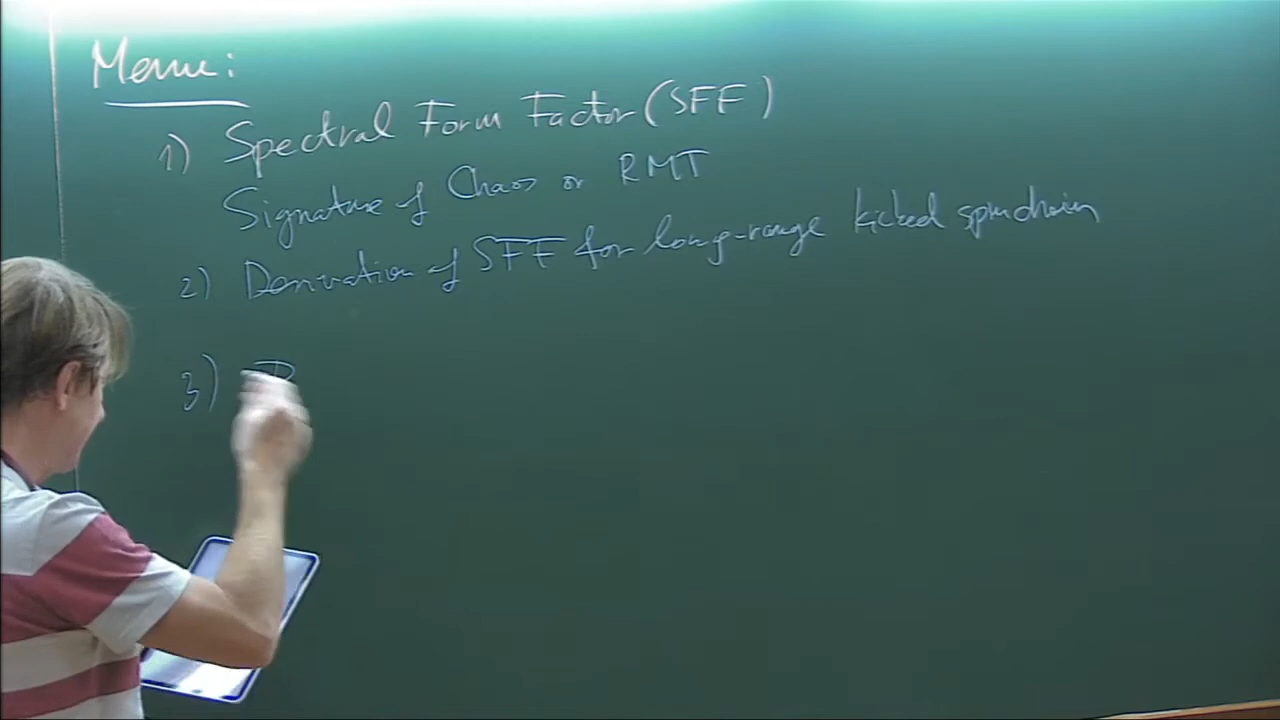 Menu:
1) Spectral Form Factor (SFF)
Signature of Chaos or RMT
2) Derivation of SFF for long-range kicked spin chain
3)